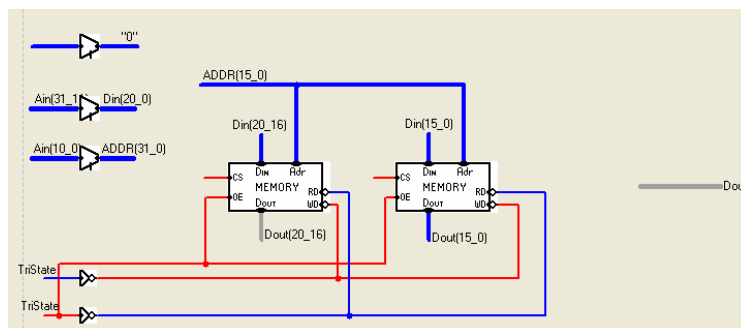 "0"
ADDR(15_0)
Ain(31_1 Din(20_0)
Din(20_16) Din(15_0)
Ain(10_0) ADDR(31_0)
DIN Adr DIN Adr
CS MEMORY RD CS MEMORY RD
OE DOUT WD OE DOUT WD
Dou
Dout(20_16) Dout(15_0)
TriState
TriState